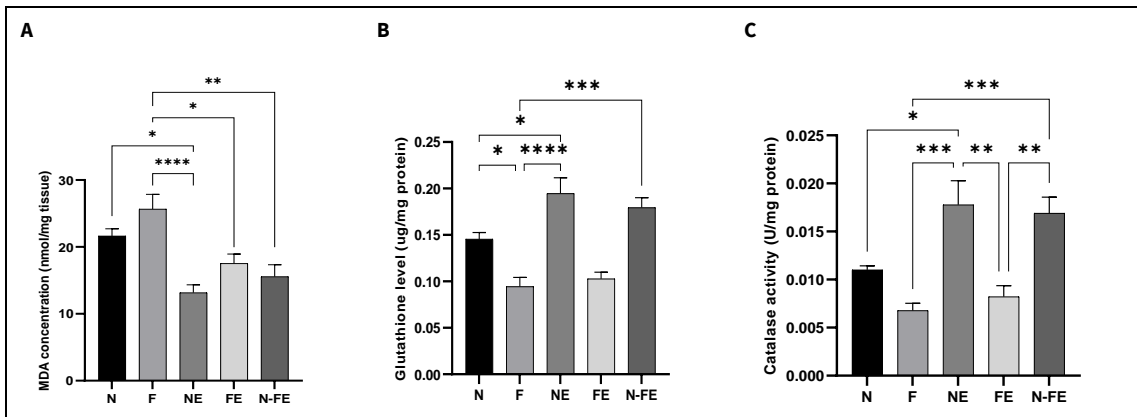 A
B
C
**
*
*
****
MDA concentration (nmol/mg tissue)
30
20
10
0
N F NE FE N-FE
***
*
* ****
Glutathione level (ug/mg protein)
0.25
0.20
0.15
0.10
0.05
0.00
N F NE FE N-FE
***
*
*** ** **
Catalase activity (U/mg protein)
0.025
0.020
0.015
0.010
0.005
0.000
N F NE FE N-FE